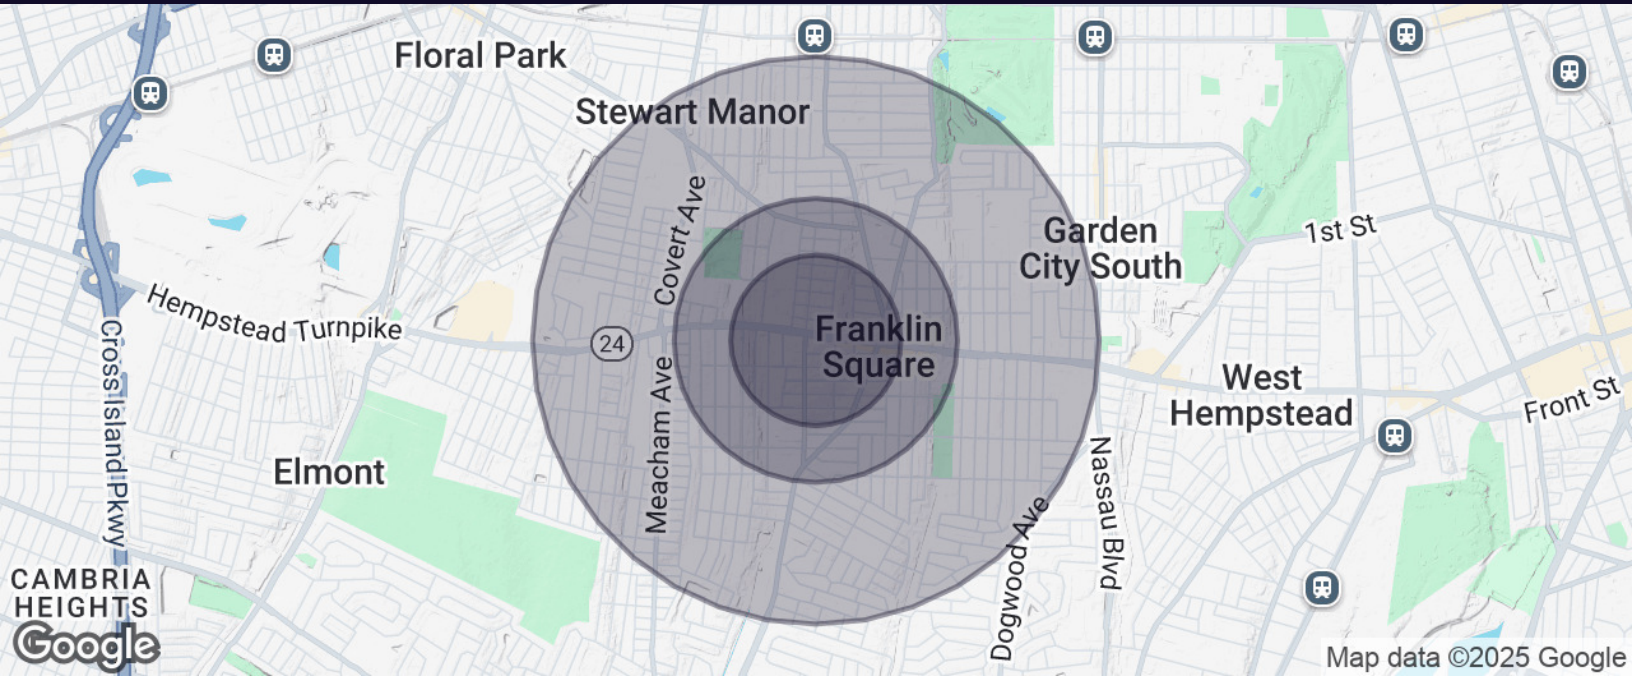 Floral Park
Stewart Manor
Covert Ave
Garden
City South
1st St
Hempstead Turnpike
24
Franklin
Square
Cross Island Pkwy
Meacham Ave
West
Hempstead
Front St
Elmont
Nassau Blvd
Dogwood Ave
CAMBRIA
HEIGHTS
Google
Map data ©2025 Google